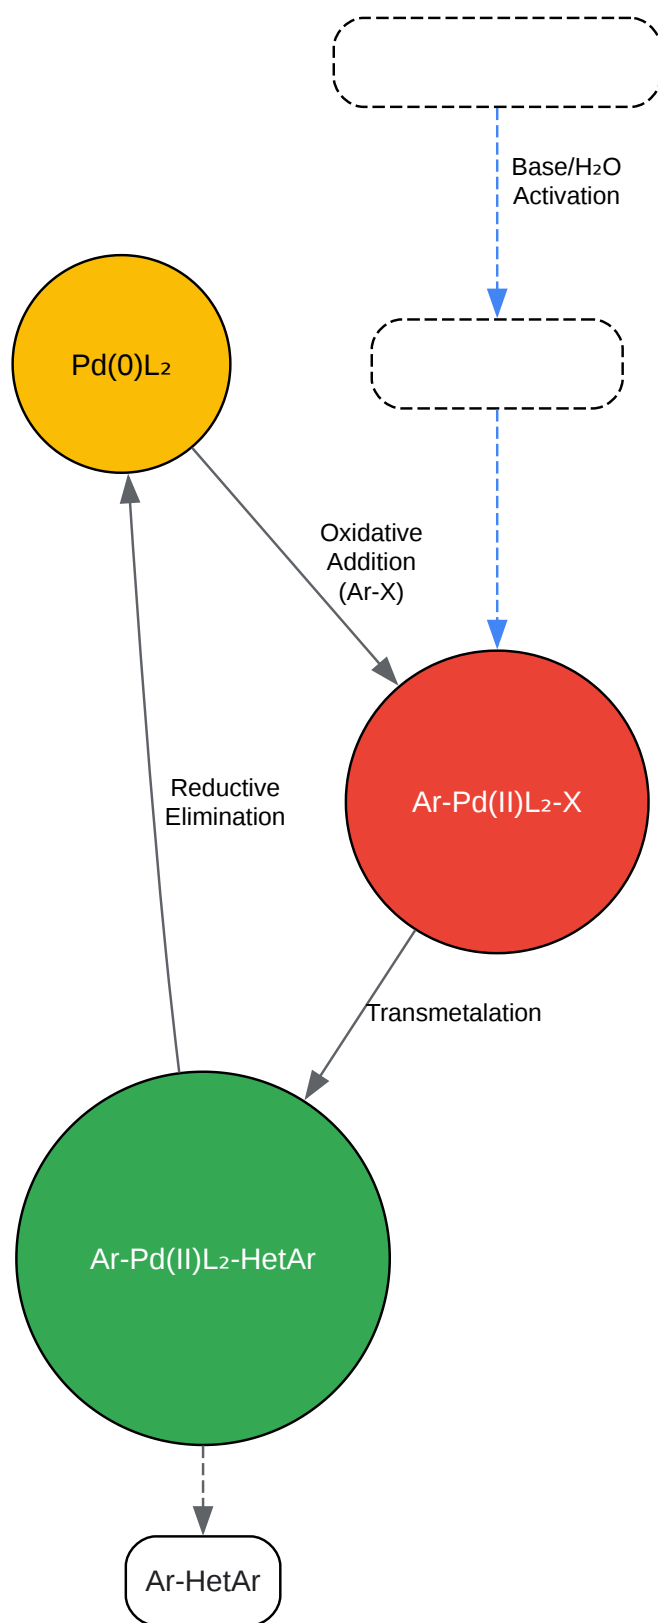 Base/H₂O
Activation
Pd(0)L₂
Oxidative
Addition
(Ar-X)
Reductive
Elimination
Ar-Pd(II)L₂-X
Transmetalation
Ar-Pd(II)L₂-HetAr
Ar-HetAr